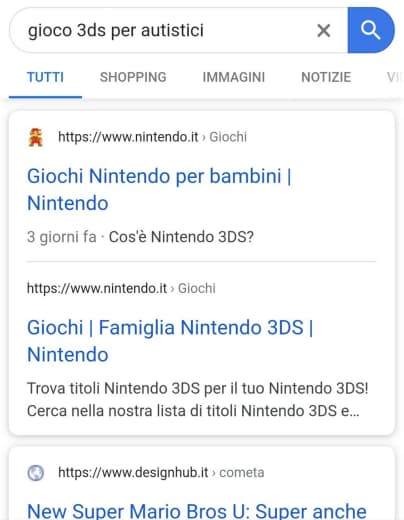 gioco 3ds per autistici
TUTTI SHOPPING IMMAGINI NOTIZIE
https://www.nintendo.it › Giochi
Giochi Nintendo per bambini |
Nintendo
3 giorni fa · Cos'è Nintendo 3DS?
https://www.nintendo.it › Giochi
Giochi | Famiglia Nintendo 3DS |
Nintendo
Trova titoli Nintendo 3DS per il tuo Nintendo 3DS!
Cerca nella nostra lista di titoli Nintendo 3DS e...
https://www.designhub.it › cometa
New Super Mario Bros U: Super anche